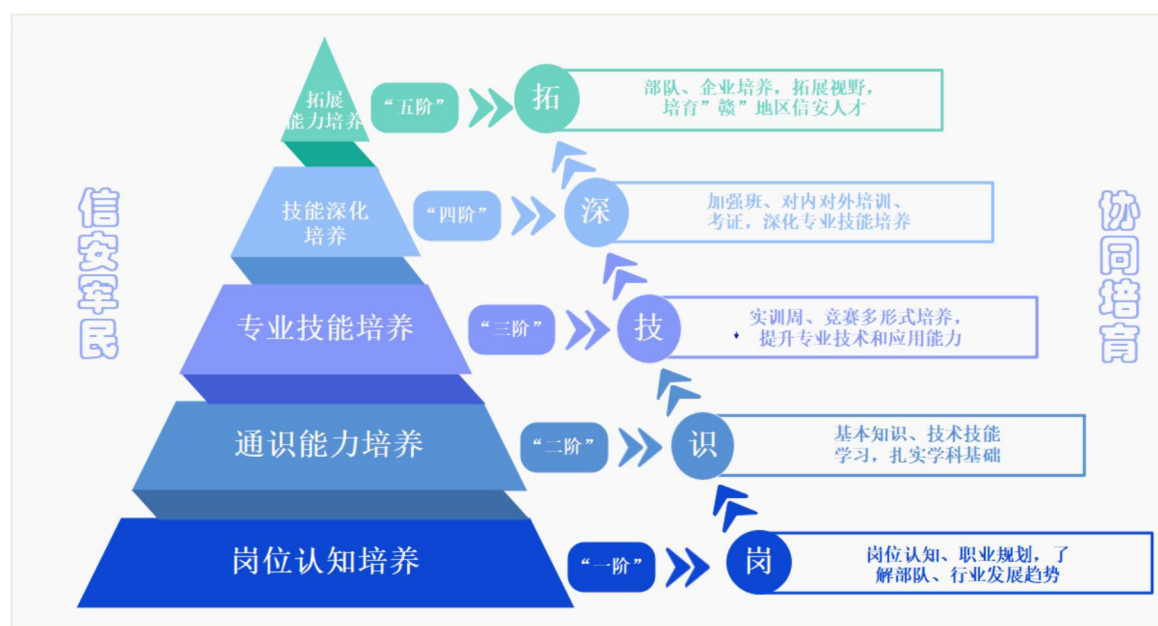 拓展
能力培养
“五阶”
拓
部队、企业培养，拓展视野，
培育”赣”地区信安人才
技能深化
培养
“四阶”
深
加强班、对内对外培训、
考证，深化专业技能培养
信安军民
协同培育
专业技能培养
“三阶”
技
实训周、竞赛多形式培养，
提升专业技术和应用能力
通识能力培养
“二阶”
识
基本知识、技术技能
学习，扎实学科基础
岗位认知培养
“一阶”
岗
岗位认知、职业规划，了
解部队、行业发展趋势